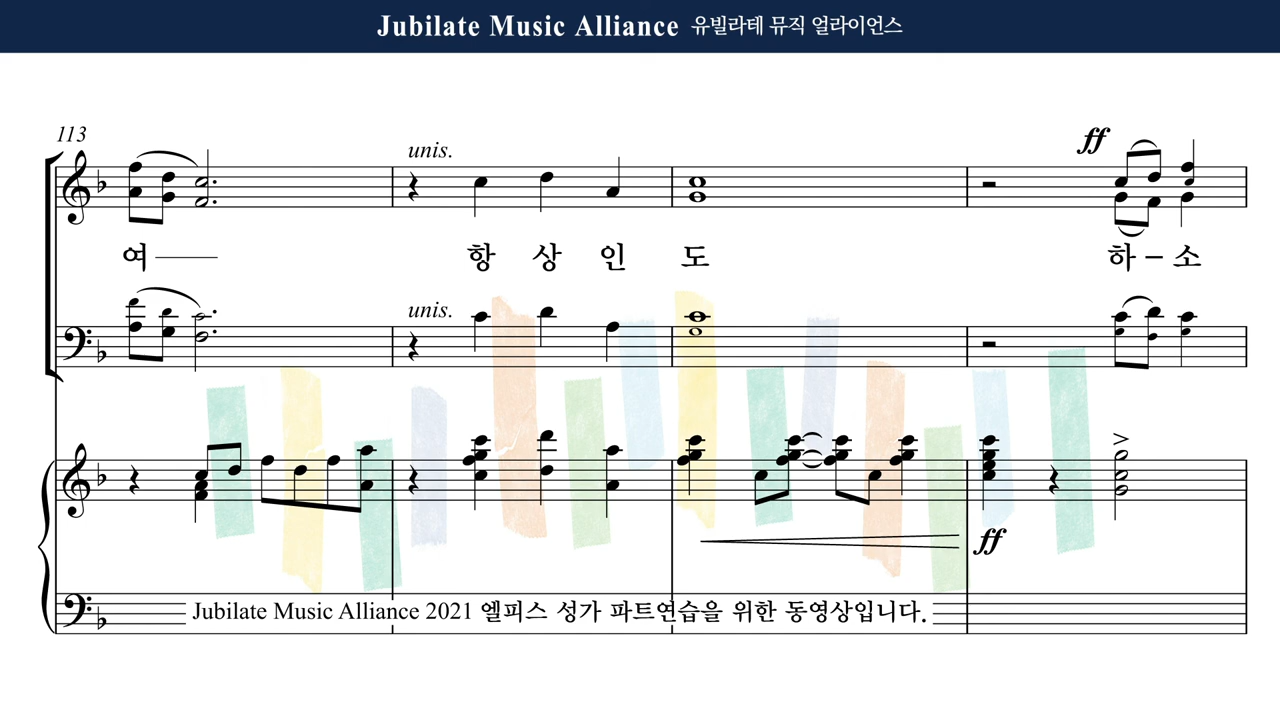 Jubilate Music Alliance 유빌라테 뮤직 얼라이언스
113
unis.
ff
여 항 상 인 도 하 – 소
unis.
ff
Jubilate Music Alliance 2021 엘피스 성가 파트연습을 위한 동영상입니다.